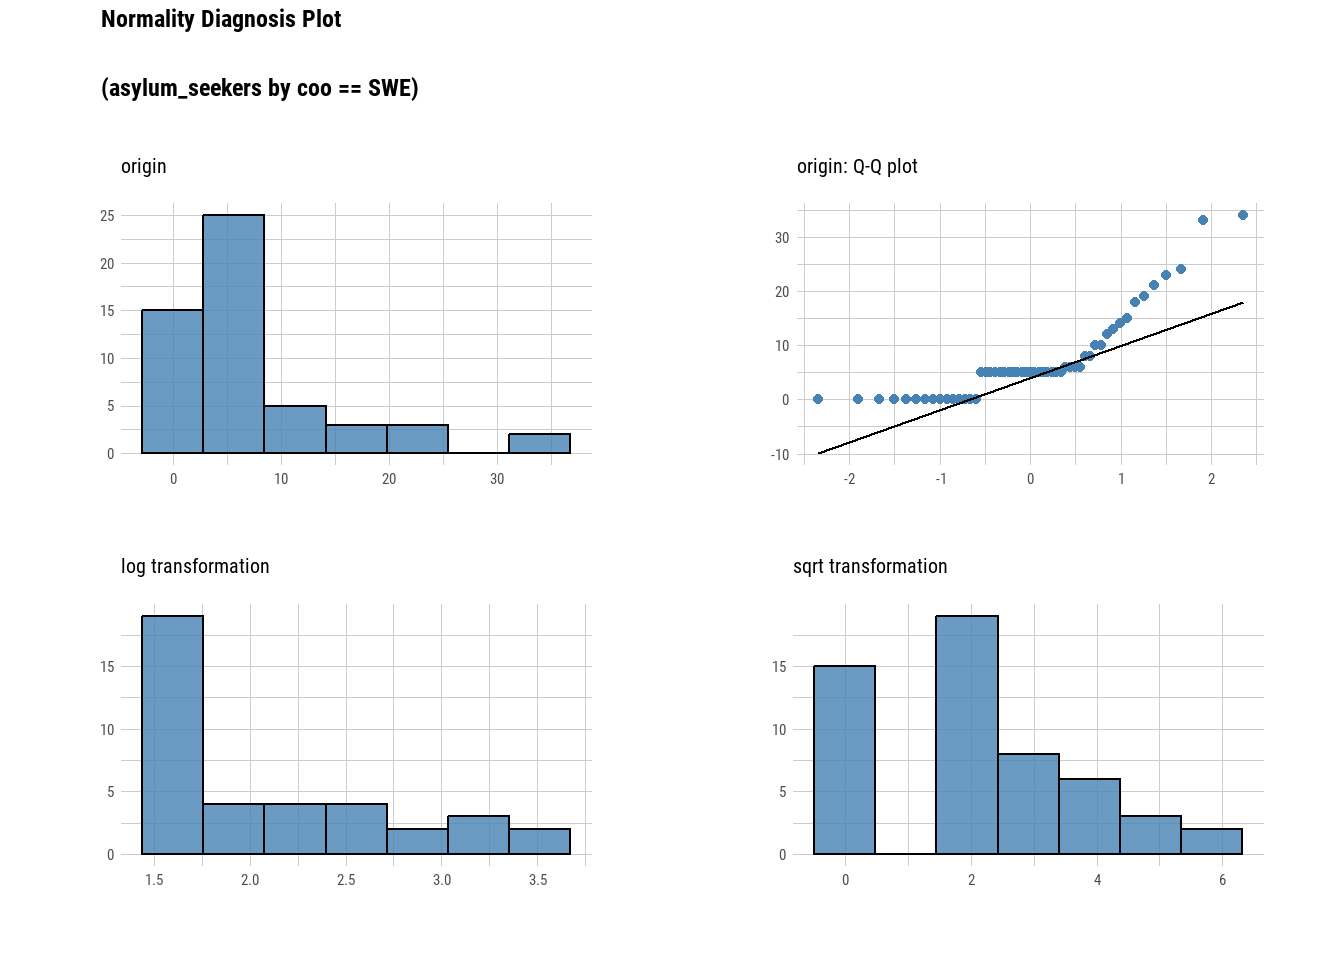 Normality Diagnosis Plot
(asylum_seekers by coo == SWE)
origin
25
20
15
10
5
0
0 10 20 30
origin: Q-Q plot
30
20
10
0
-10
-2 -1 0 1 2
log transformation
15
10
5
0
1.5 2.0 2.5 3.0 3.5
sqrt transformation
15
10
5
0
0 2 4 6